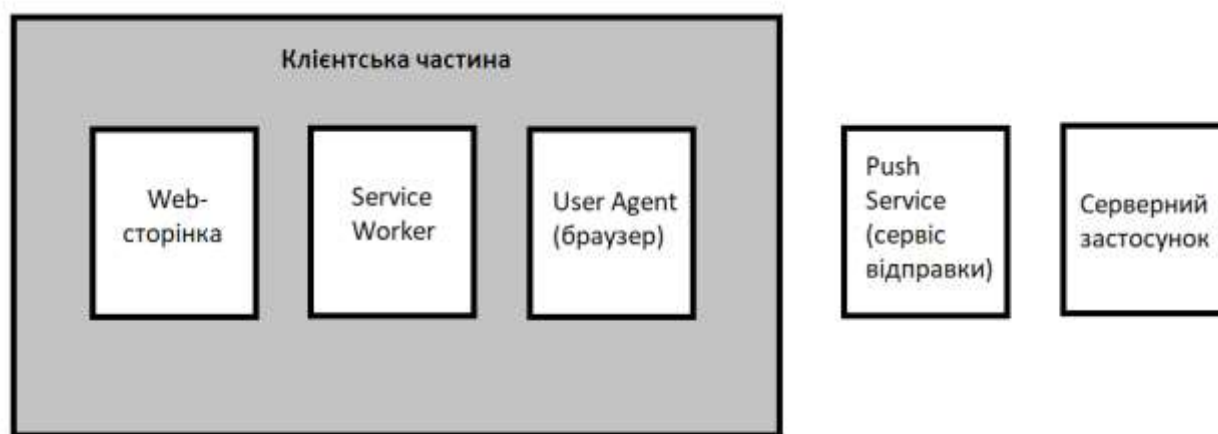 Клієнтська частина
Web-
сторінка
Service
Worker
User Agent
(браузер)
Push
Service
(сервіс
відправки)
Серверний
застосунок